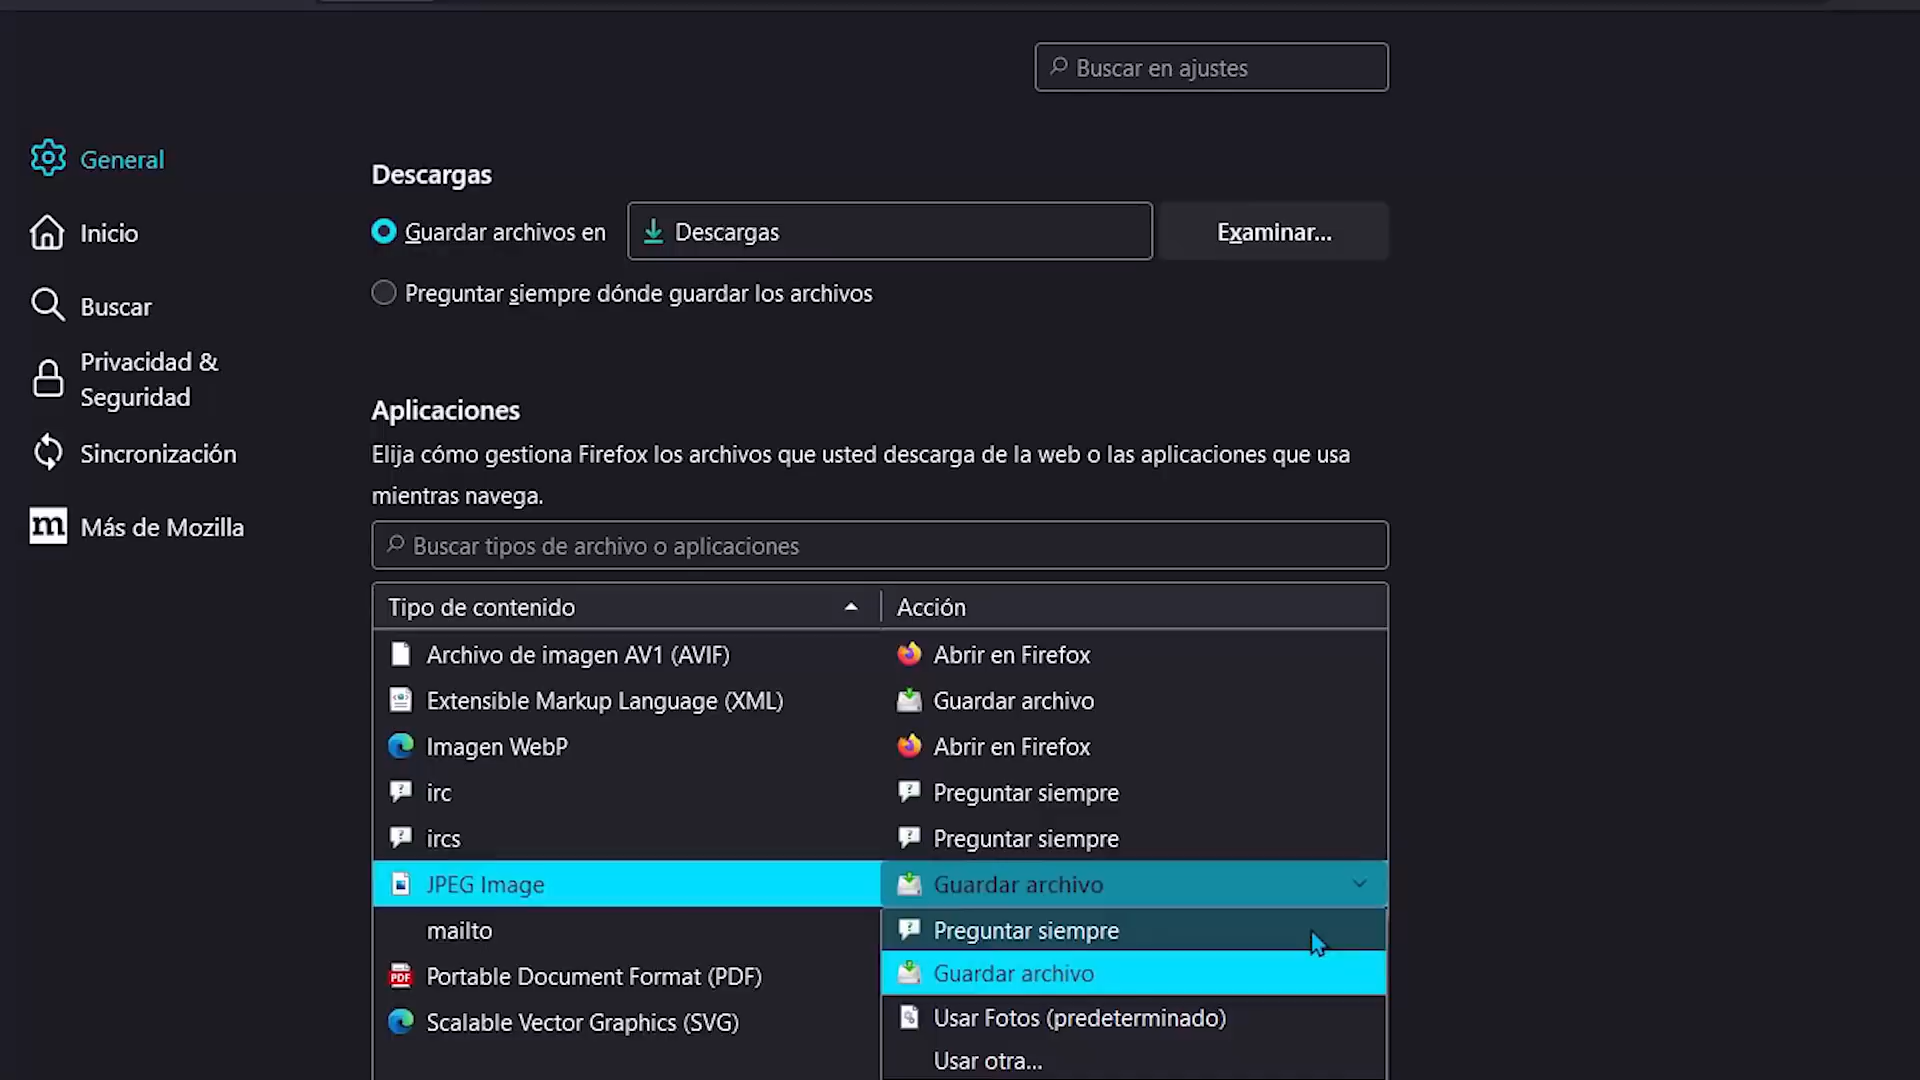 Buscar en ajustes
General
Inicio
Buscar
Privacidad &
Seguridad
Sincronización
m Más de Mozilla
Descargas
Guardar archivos en
Descargas
Examinar...
Preguntar siempre dónde guardar los archivos
Aplicaciones
Elija cómo gestiona Firefox los archivos que usted descarga de la web o las aplicaciones que usa
mientras navega.
Buscar tipos de archivo o aplicaciones
Tipo de contenido
Acción
Archivo de imagen AV1 (AVIF)
Abrir en Firefox
Extensible Markup Language (XML)
Guardar archivo
Imagen WebP
Abrir en Firefox
irc
Preguntar siempre
ircs
Preguntar siempre
JPEG Image
Guardar archivo
mailto
Preguntar siempre
Guardar archivo
PDF Portable Document Format (PDF)
Usar Fotos (predeterminado)
Scalable Vector Graphics (SVG)
Usar otra...